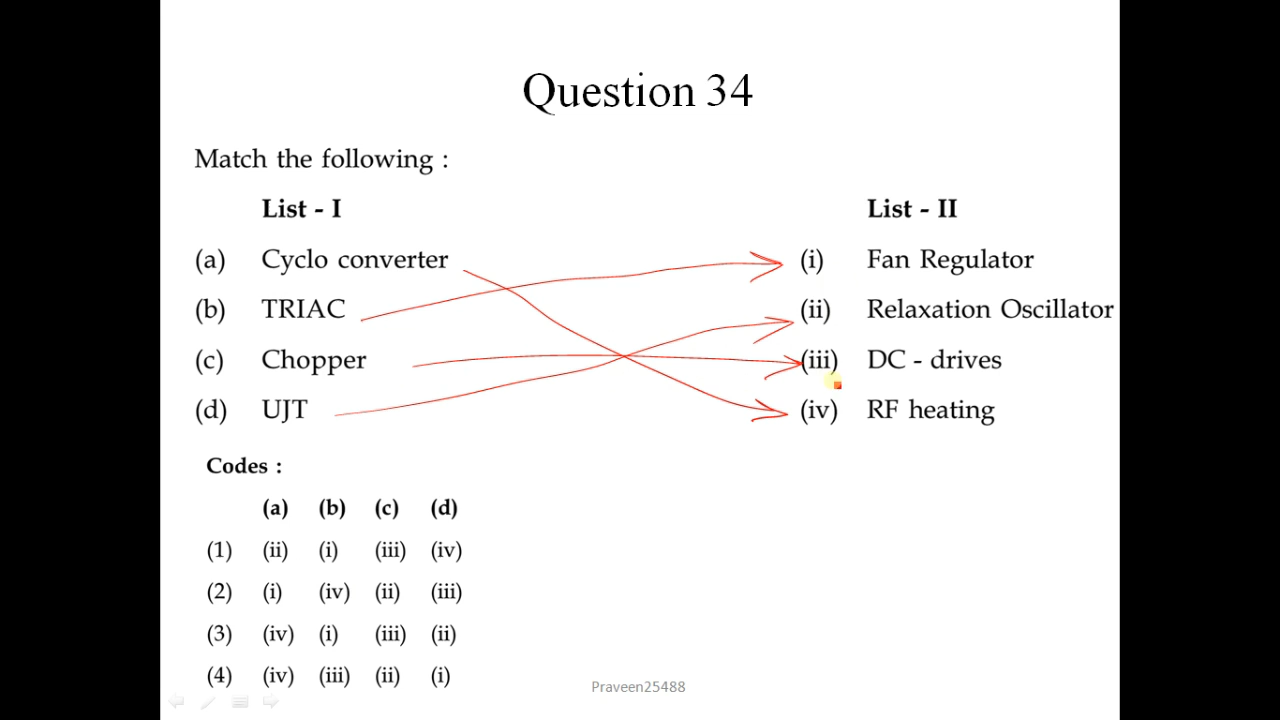 Question 34
Match the following :
List - I List - II
(a) Cyclo converter (i) Fan Regulator
(b) TRIAC (ii) Relaxation Oscillator
(c) Chopper (iii) DC - drives
(d) UJT (iv) RF heating
Codes :
(a) (b) (c) (d)
(1) (ii) (i) (iii) (iv)
(2) (i) (iv) (ii) (iii)
(3) (iv) (i) (iii) (ii)
(4) (iv) (iii) (ii) (i)
Praveen25488